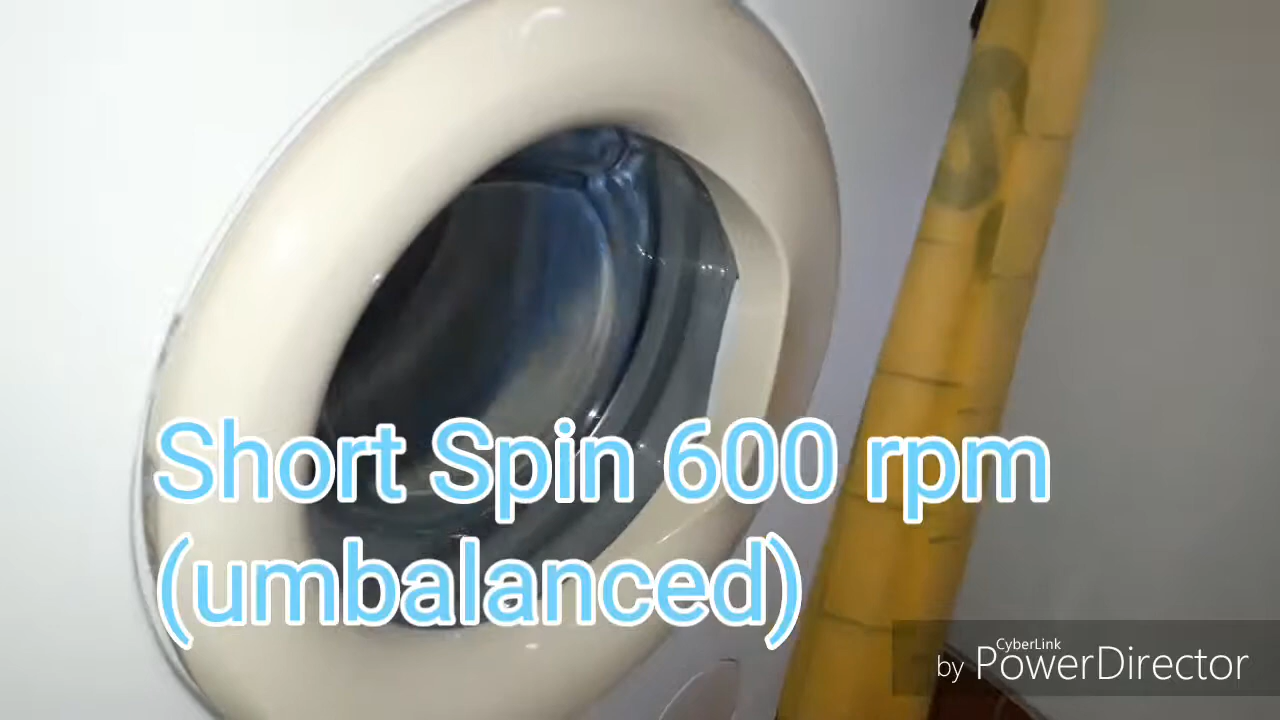 Short Spin 600 rpm
(umbalanced)
CyberLink
by PowerDirector